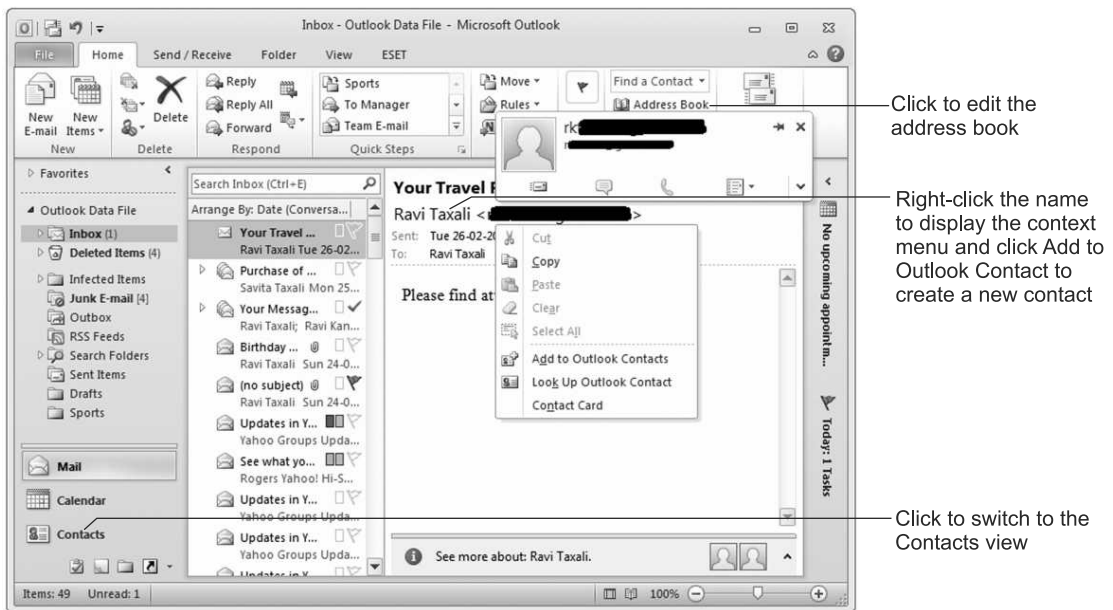 Inbox - Outlook Data File - Microsoft Outlook
File Home Send / Receive Folder View ESET
New E-mail
New Items
Delete
Reply
Reply All
Forward
Sports
To Manager
Team E-mail
Move
Rules
Find a Contact
Address Book
New Delete Respond Quick Steps
Click to edit the
address book
Favorites
Outlook Data File
Inbox (1)
Deleted Items (4)
Infected Items
Junk E-mail [4]
Outbox
RSS Feeds
Search Folders
Sent Items
Drafts
Sports
Mail
Calendar
Contacts
Search Inbox (Ctrl+E)
Arrange By: Date (Conversa...
Your Travel ...
Ravi Taxali Tue 26-02...
Purchase of ...
Savita Taxali Mon 25...
Your Messag...
Ravi Taxali; Ravi Kan...
Birthday ...
Ravi Taxali Sun 24-0...
(no subject)
Ravi Taxali Sun 24-0...
Updates in Y...
Yahoo Groups Upda...
See what yo...
Rogers Yahoo! Hi-S...
Updates in Y...
Yahoo Groups Upda...
Updates in Y...
Yahoo Groups Upda...
Updates in Y
Your Travel
Ravi Taxali <
>
Sent: Tue 26-02-20
To: Ravi Taxali
Please find at
Cut
Copy
Paste
Clear
Select All
Add to Outlook Contacts
Look Up Outlook Contact
Contact Card
See more about: Ravi Taxali.
No upcoming appointm...
Today: 1 Tasks
Right-click the name
to display the context
menu and click Add to
Outlook Contact to
create a new contact
Click to switch to the
Contacts view
Items: 49 Unread: 1
100%